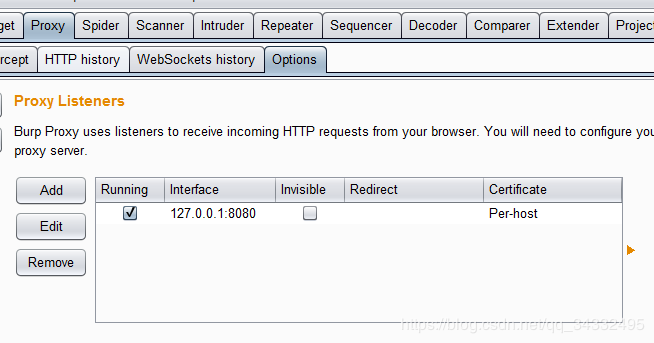 get Proxy Spider Scanner Intruder Repeater Sequencer Decoder Comparer Extender Project
rcept HTTP history WebSockets history Options
Proxy Listeners
Burp Proxy uses listeners to receive incoming HTTP requests from your browser. You will need to configure you
proxy server.
Add Running Interface Invisible Redirect Certificate
127.0.0.1:8080 Per-host
Edit
Remove
https://blog.csdn.net/qq_34332495